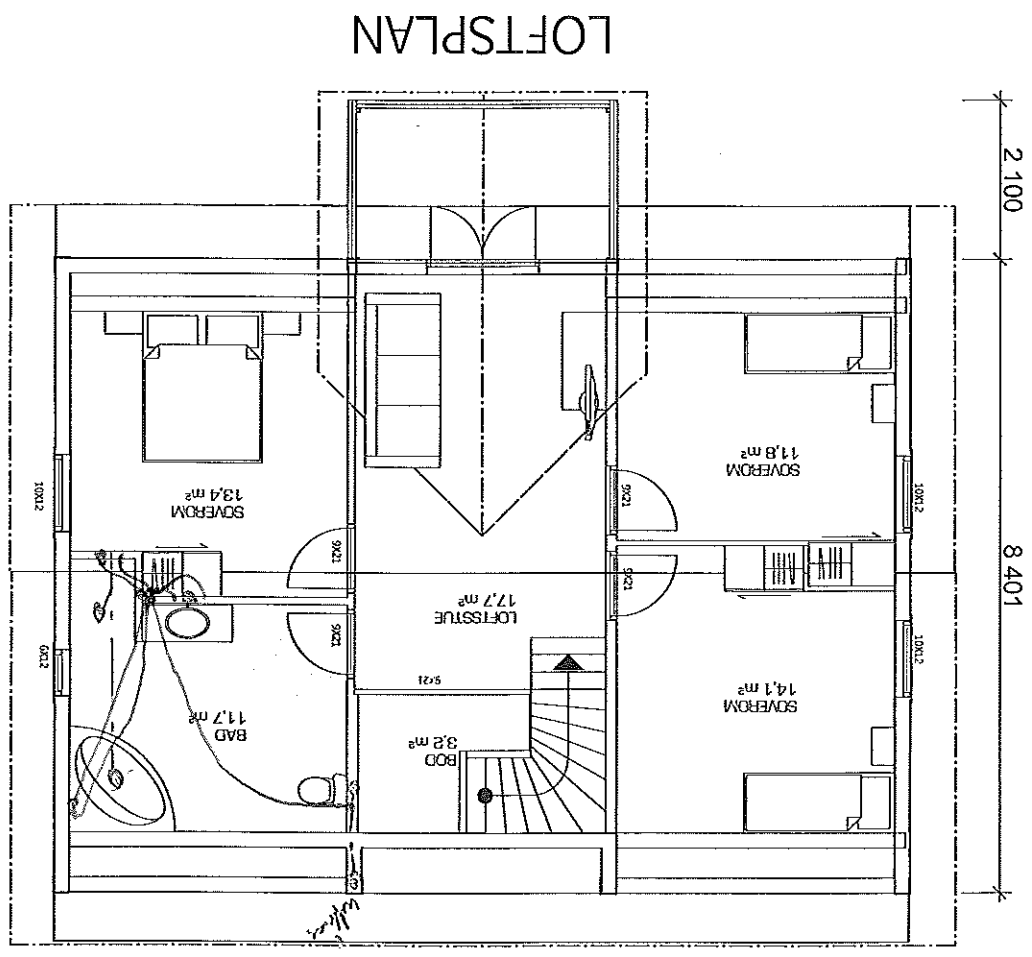 LOFTSPLAN
2 100
8 401
SOVEROM
13,4 m²
10X12
9X21
SOVEROM
11,8 m²
10X12
9X21
LOFTSSTUE
17,7 m²
9X21
9X21
9X21
BAD
11,7 m²
6X12
BOD
3,2 m²
SOVEROM
14,1 m²
10X12